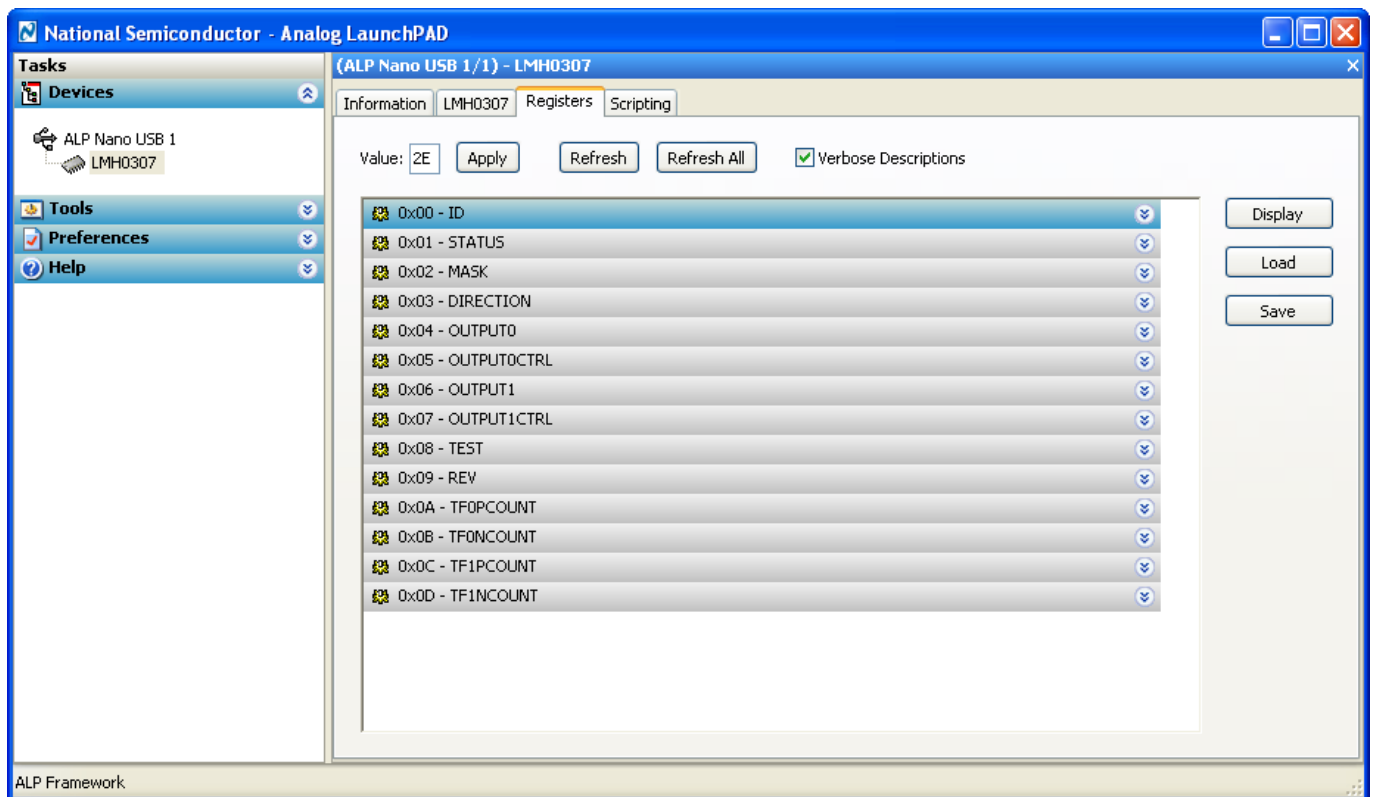 National Semiconductor - Analog LaunchPAD
Tasks
Devices
ALP Nano USB 1
LMH0307
Tools
Preferences
Help
(ALP Nano USB 1/1) - LMH0307
Information LMH0307 Registers Scripting
Value: 2E Apply Refresh Refresh All Verbose Descriptions
0x00 - ID
0x01 - STATUS
0x02 - MASK
0x03 - DIRECTION
0x04 - OUTPUT0
0x05 - OUTPUT0CTRL
0x06 - OUTPUT1
0x07 - OUTPUT1CTRL
0x08 - TEST
0x09 - REV
0x0A - TF0PCOUNT
0x0B - TF0NCOUNT
0x0C - TF1PCOUNT
0x0D - TF1NCOUNT
Display
Load
Save
ALP Framework